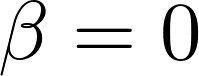 β = 0